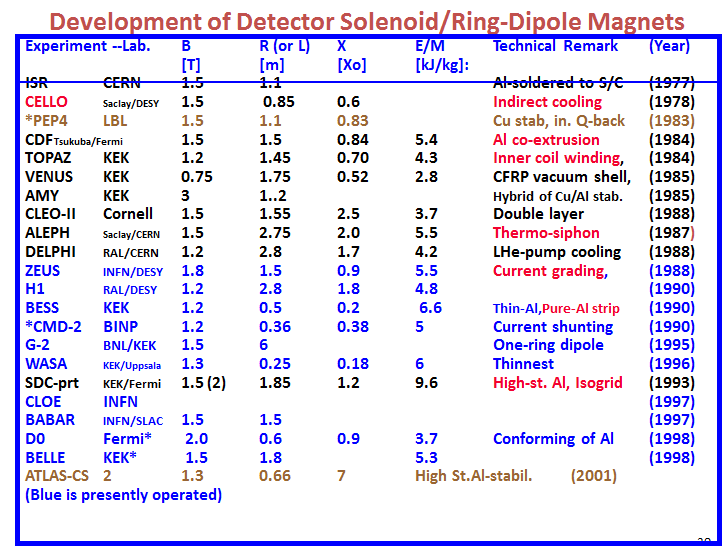 Development of Detector Solenoid/Ring-Dipole Magnets
Experiment --Lab. B R (or L) X E/M Technical Remark (Year)
[T] [m] [Xo] [kJ/kg]:
ISR CERN 1.5 1.1 Al-soldered to S/C (1977)
CELLO Saclay/DESY 1.5 0.85 0.6 Indirect cooling (1978)
*PEP4 LBL 1.5 1.1 0.83 Cu stab, in. Q-back (1983)
CDF Tsukuba/Fermi 1.5 1.5 0.84 5.4 Al co-extrusion (1984)
TOPAZ KEK 1.2 1.45 0.70 4.3 Inner coil winding, (1984)
VENUS KEK 0.75 1.75 0.52 2.8 CFRP vacuum shell, (1985)
AMY KEK 3 1..2 Hybrid of Cu/Al stab. (1985)
CLEO-II Cornell 1.5 1.55 2.5 3.7 Double layer (1988)
ALEPH Saclay/CERN 1.5 2.75 2.0 5.5 Thermo-siphon (1987)
DELPHI RAL/CERN 1.2 2.8 1.7 4.2 LHe-pump cooling (1988)
ZEUS INFN/DESY 1.8 1.5 0.9 5.5 Current grading, (1988)
H1 RAL/DESY 1.2 2.8 1.8 4.8 (1990)
BESS KEK 1.2 0.5 0.2 6.6 Thin-Al,Pure-Al strip (1990)
*CMD-2 BINP 1.2 0.36 0.38 5 Current shunting (1990)
G-2 BNL/KEK 1.5 6 One-ring dipole (1995)
WASA KEK/Uppsala 1.3 0.25 0.18 6 Thinnest (1996)
SDC-prt KEK/Fermi 1.5 (2) 1.85 1.2 9.6 High-st. Al, Isogrid (1993)
CLOE INFN (1997)
BABAR INFN/SLAC 1.5 1.5 (1997)
D0 Fermi* 2.0 0.6 0.9 3.7 Conforming of Al (1998)
BELLE KEK* 1.5 1.8 5.3 (1998)
ATLAS-CS 2 1.3 0.66 7 High St.Al-stabil. (2001)
(Blue is presently operated)